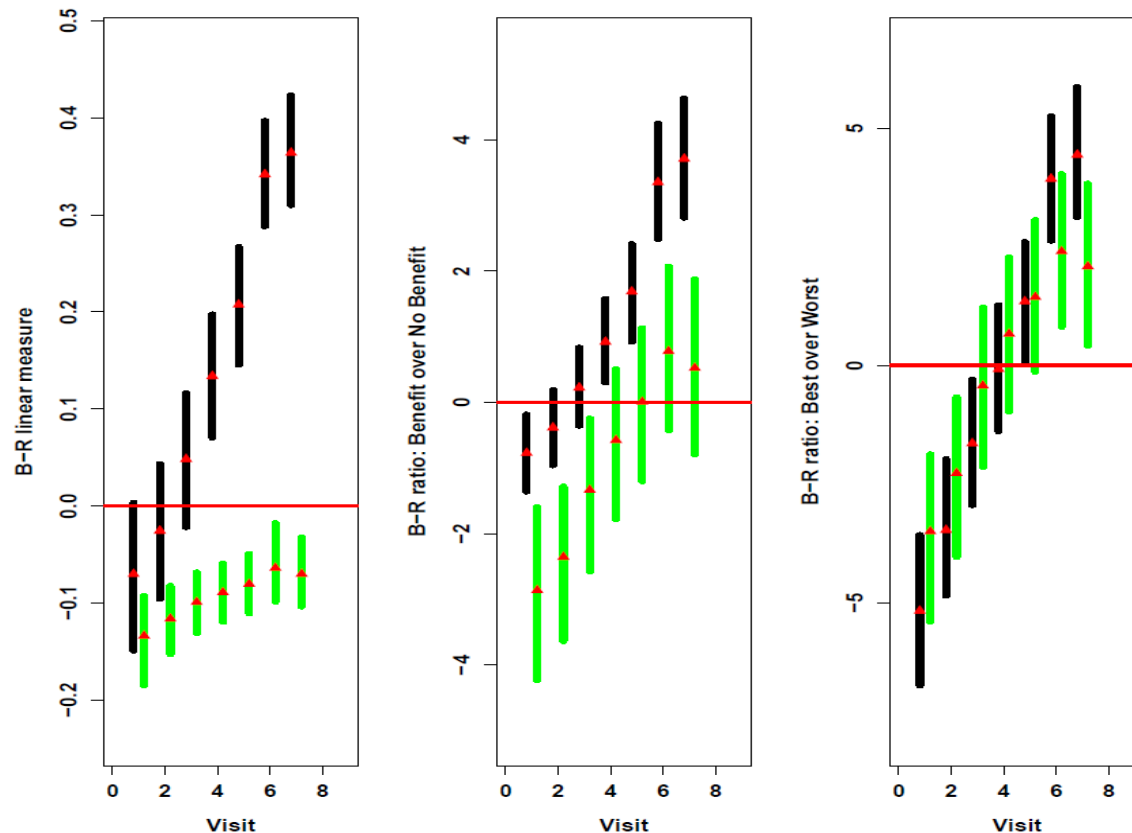 B−R linear measure
0.5
0.4
0.3
0.2
0.1
0.0
−0.1
−0.2
0 2 4 6 8
Visit
B−R ratio: Benefit over No Benefit
4
2
0
−2
−4
0 2 4 6 8
Visit
B−R ratio: Best over Worst
5
0
−5
0 2 4 6 8
Visit